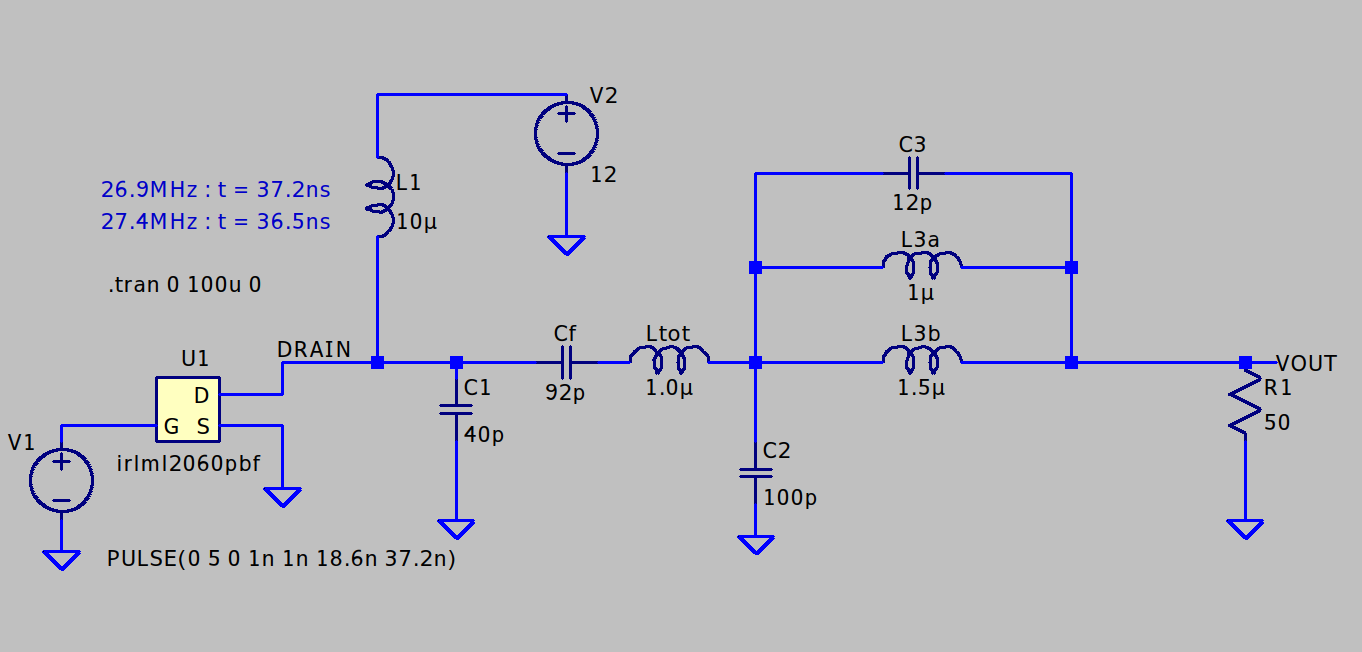 V2
12
C3
12p
26.9MHz : t = 37.2ns
27.4MHz : t = 36.5ns
L1
10µ
L3a
1µ
.tran 0 100u 0
U1
DRAIN
Cf
92p
Ltot
1.0µ
L3b
1.5µ
VOUT
R1
50
D
G S
C1
40p
V1
irlml2060pbf
C2
100p
PULSE(0 5 0 1n 1n 18.6n 37.2n)